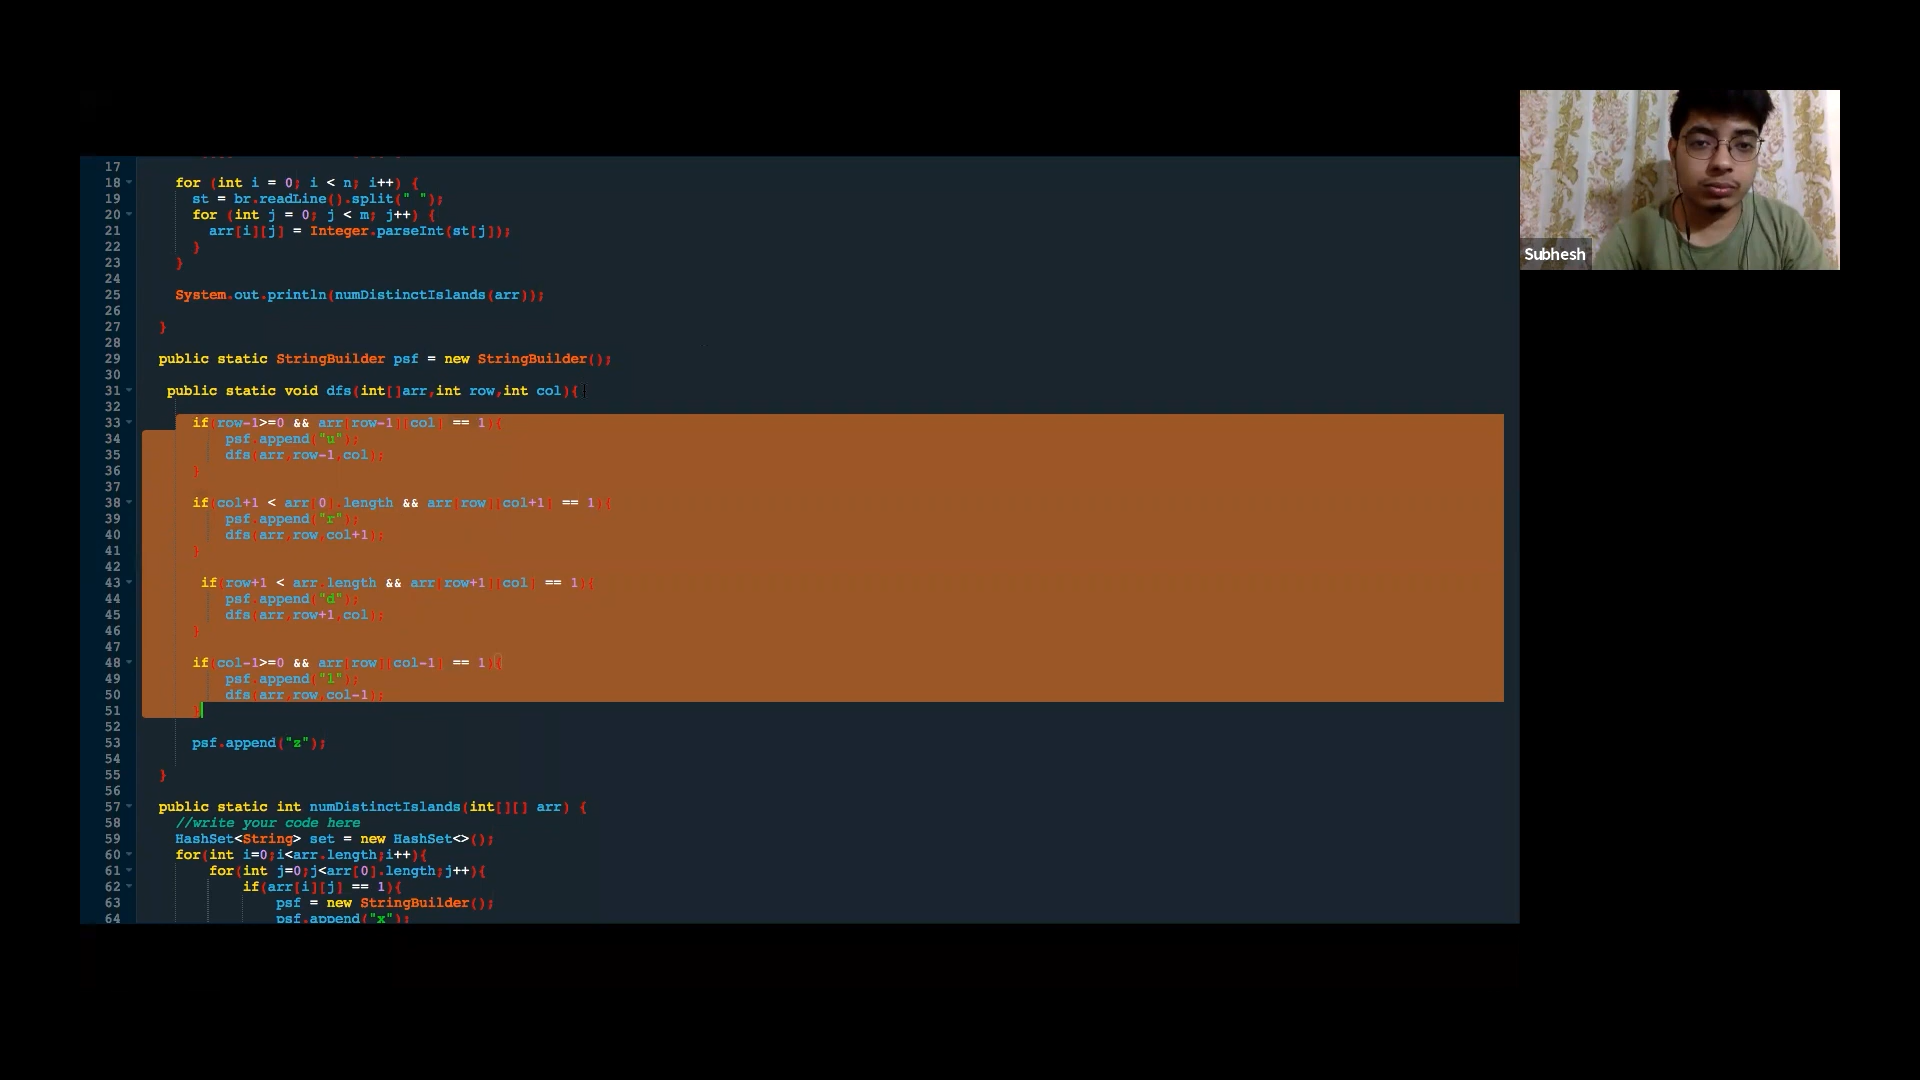 17
18 for (int i = 0; i < n; i++) {
19 st = br.readLine().split(" ");
20 for (int j = 0; j < m; j++) {
21 arr[i][j] = Integer.parseInt(st[j]);
22 }
23 }
24
25 System.out.println(numDistinctIslands(arr));
26
27 }
28
29 public static StringBuilder psf = new StringBuilder();
30
31 public static void dfs(int[]arr,int row,int col){
32
33 if(row-1>=0 && arr[row-1][col] == 1){
34 psf.append("u");
35 dfs(arr,row-1,col);
36 }
37
38 if(col+1 < arr[0].length && arr[row][col+1] == 1){
39 psf.append("r");
40 dfs(arr,row,col+1);
41 }
42
43 if(row+1 < arr.length && arr[row+1][col] == 1){
44 psf.append("d");
45 dfs(arr,row+1,col);
46 }
47
48 if(col-1>=0 && arr[row][col-1] == 1){
49 psf.append("l");
50 dfs(arr,row,col-1);
51 }
52
53 psf.append("z");
54
55 }
56
57 public static int numDistinctIslands(int[][] arr) {
58 //write your code here
59 HashSet<String> set = new HashSet<>();
60 for(int i=0;i<arr.length;i++){
61 for(int j=0;j<arr[0].length;j++){
62 if(arr[i][j] == 1){
63 psf = new StringBuilder();
64 psf.append("x");
Subhesh